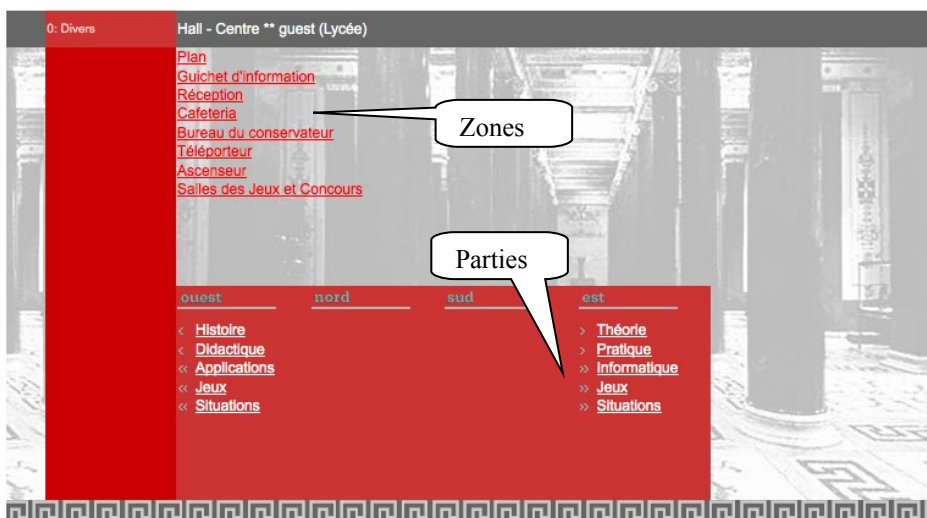 0: Divers
Hall - Centre ** guest (Lycée)
Plan
Guichet d'information
Réception
Cafeteria
Bureau du conservateur
Téléporteur
Ascenseur
Salles des Jeux et Concours
Zones
Parties
ouest nord sud est
< Histoire > Théorie
< Didactique > Pratique
« Applications » Informatique
« Jeux » Jeux
« Situations » Situations